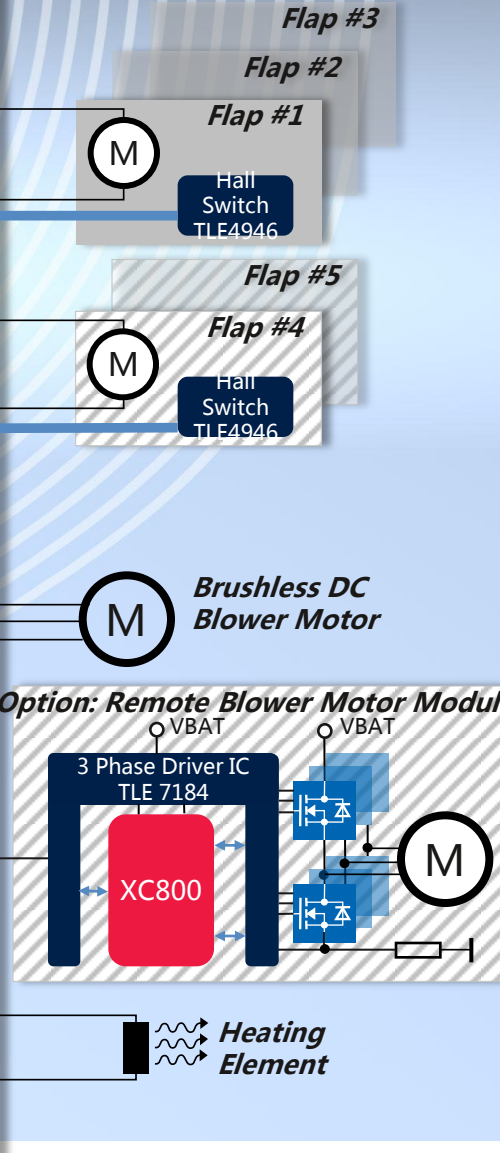 Flap #3
Flap #2
Flap #1
M
Hall
Switch
TLE4946
Flap #5
Flap #4
M
Hall
Switch
TLE4946
M
Brushless DC
Blower Motor
Option: Remote Blower Motor Modul
VBAT
VBAT
3 Phase Driver IC
TLE 7184
XC800
M
Heating
Element